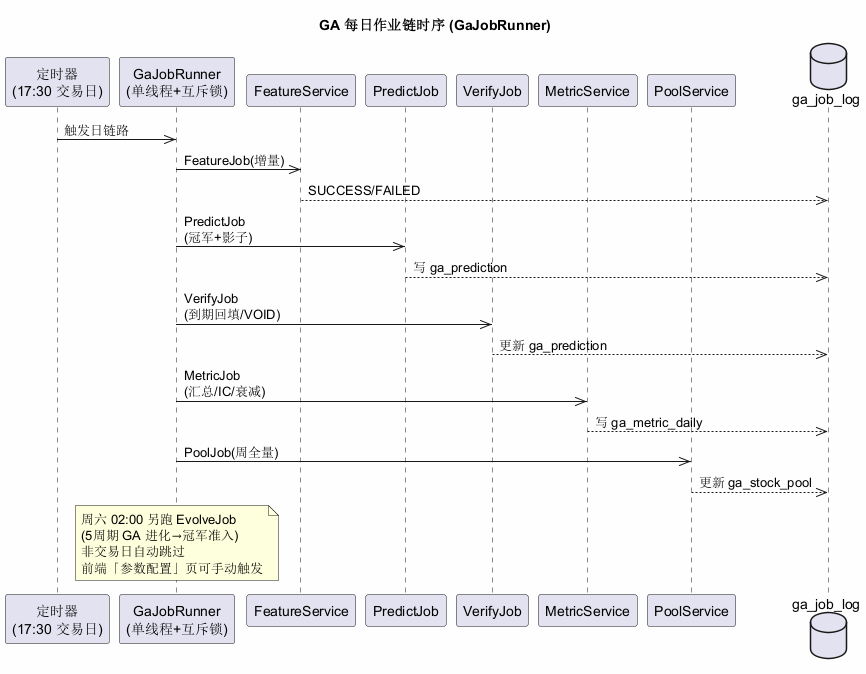 GA 每日作业链时序 (GaJobRunner)
定时器
(17:30 交易日)
GaJobRunner
(单线程+互斥锁)
FeatureService
PredictJob
VerifyJob
MetricService
PoolService
ga_job_log
触发日链路
FeatureJob(增量)
SUCCESS/FAILED
PredictJob
(冠军+影子)
写 ga_prediction
VerifyJob
(到期回填/VOID)
更新 ga_prediction
MetricJob
(汇总/IC/衰减)
写 ga_metric_daily
PoolJob(周全量)
更新 ga_stock_pool
周六 02:00 另跑 EvolveJob
(5周期 GA 进化→冠军准入)
非交易日自动跳过
前端「参数配置」页可手动触发
定时器
(17:30 交易日)
GaJobRunner
(单线程+互斥锁)
FeatureService
PredictJob
VerifyJob
MetricService
PoolService
ga_job_log